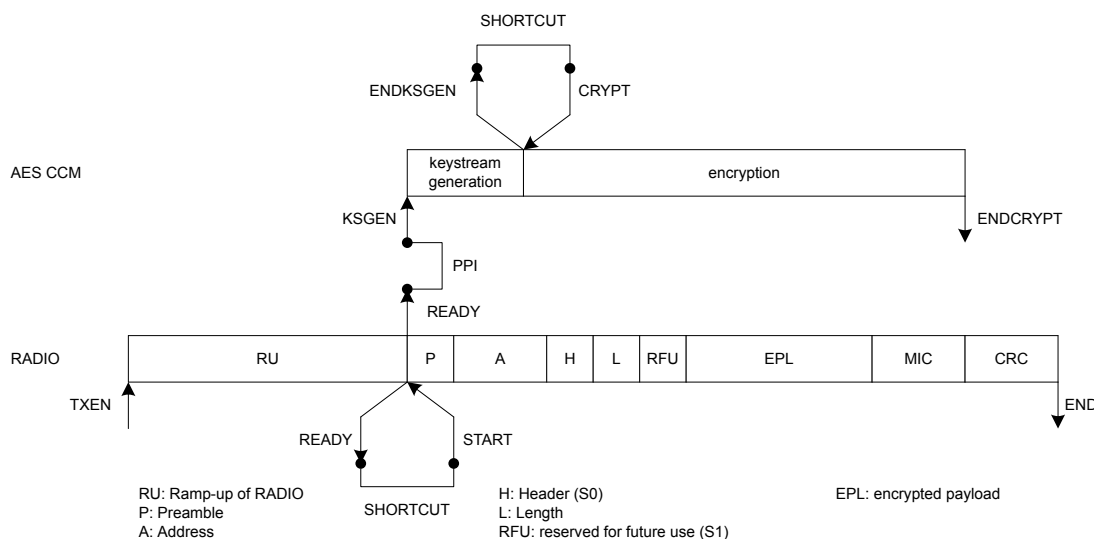 SHORTCUT
ENDKSGEN
CRYPT
AES CCM
keystream
generation
encryption
KSGEN
ENDCRYPT
PPI
READY
RADIO
RU
P
A
H
L
RFU
EPL
MIC
CRC
TXEN
END
READY
START
SHORTCUT
RU: Ramp-up of RADIO
P: Preamble
A: Address
H: Header (S0)
L: Length
RFU: reserved for future use (S1)
EPL: encrypted payload